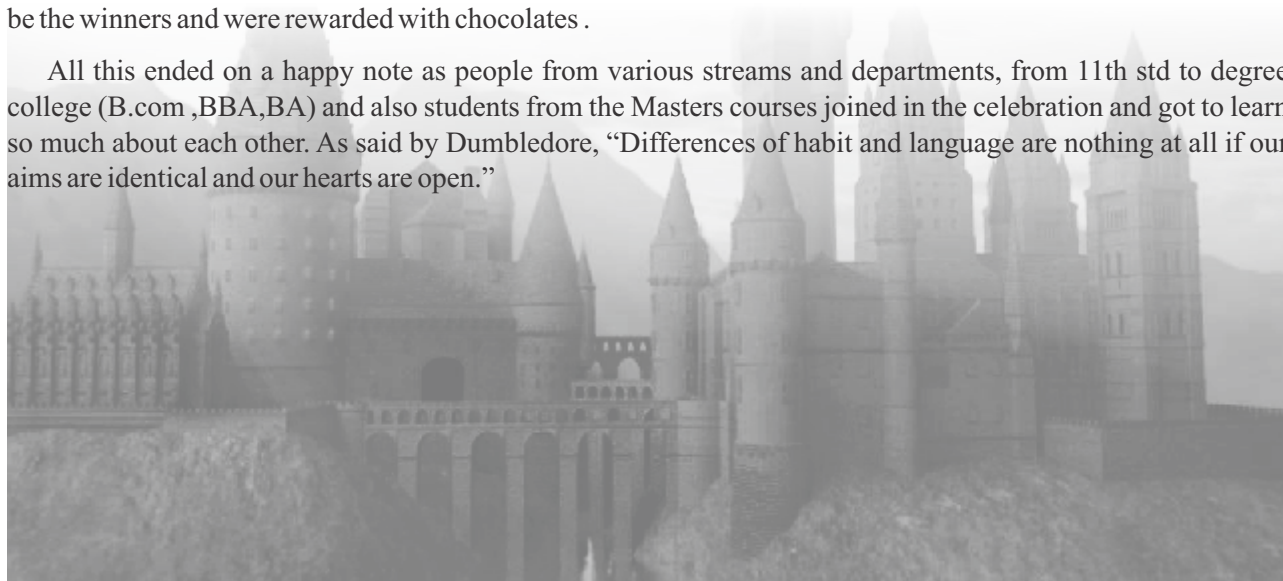 be the winners and were rewarded with chocolates .
All this ended on a happy note as people from various streams and departments, from 11th std to degree
college (B.com ,BBA,BA) and also students from the Masters courses joined in the celebration and got to learn
so much about each other. As said by Dumbledore, “Differences of habit and language are nothing at all if our
aims are identical and our hearts are open.”